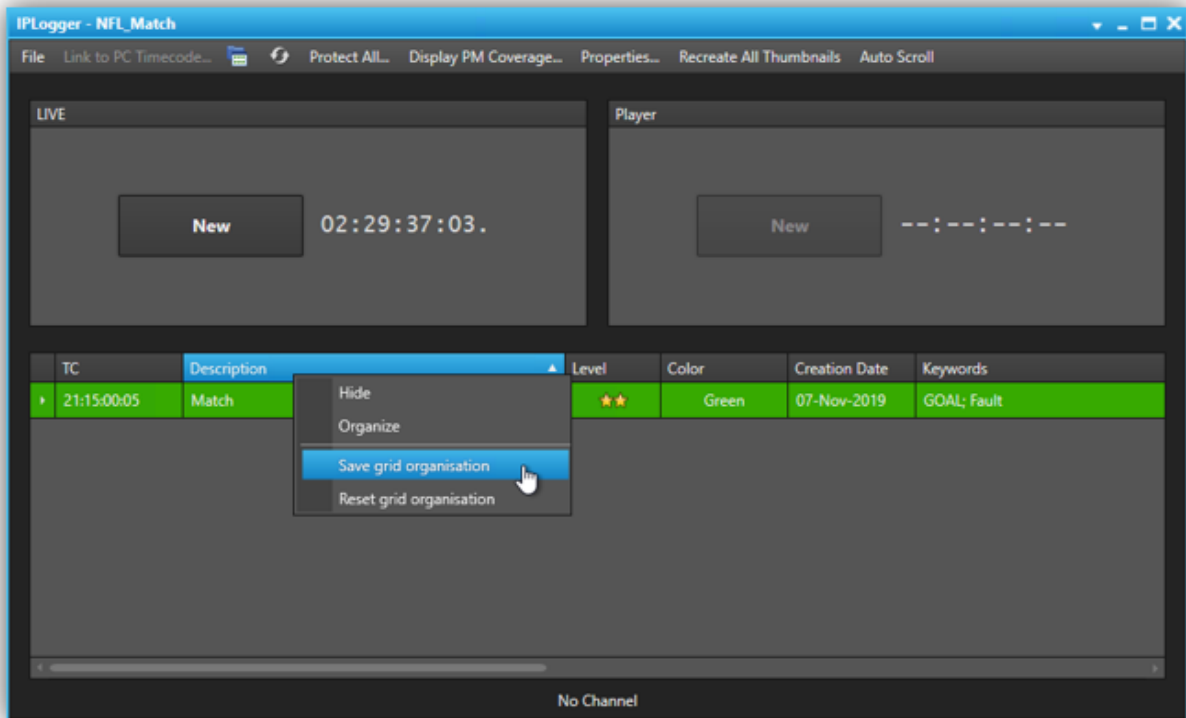 IPLogger - NFL_Match
File Link to PC Timecode... Protect All... Display PM Coverage... Properties... Recreate All Thumbnails Auto Scroll
LIVE Player
New 02:29:37:03. New --:--:--:--
TC Description Level Color Creation Date Keywords
21:15:00:05 Match Green 07-Nov-2019 GOAL; Fault
Hide
Organize
Save grid organisation
Reset grid organisation
No Channel